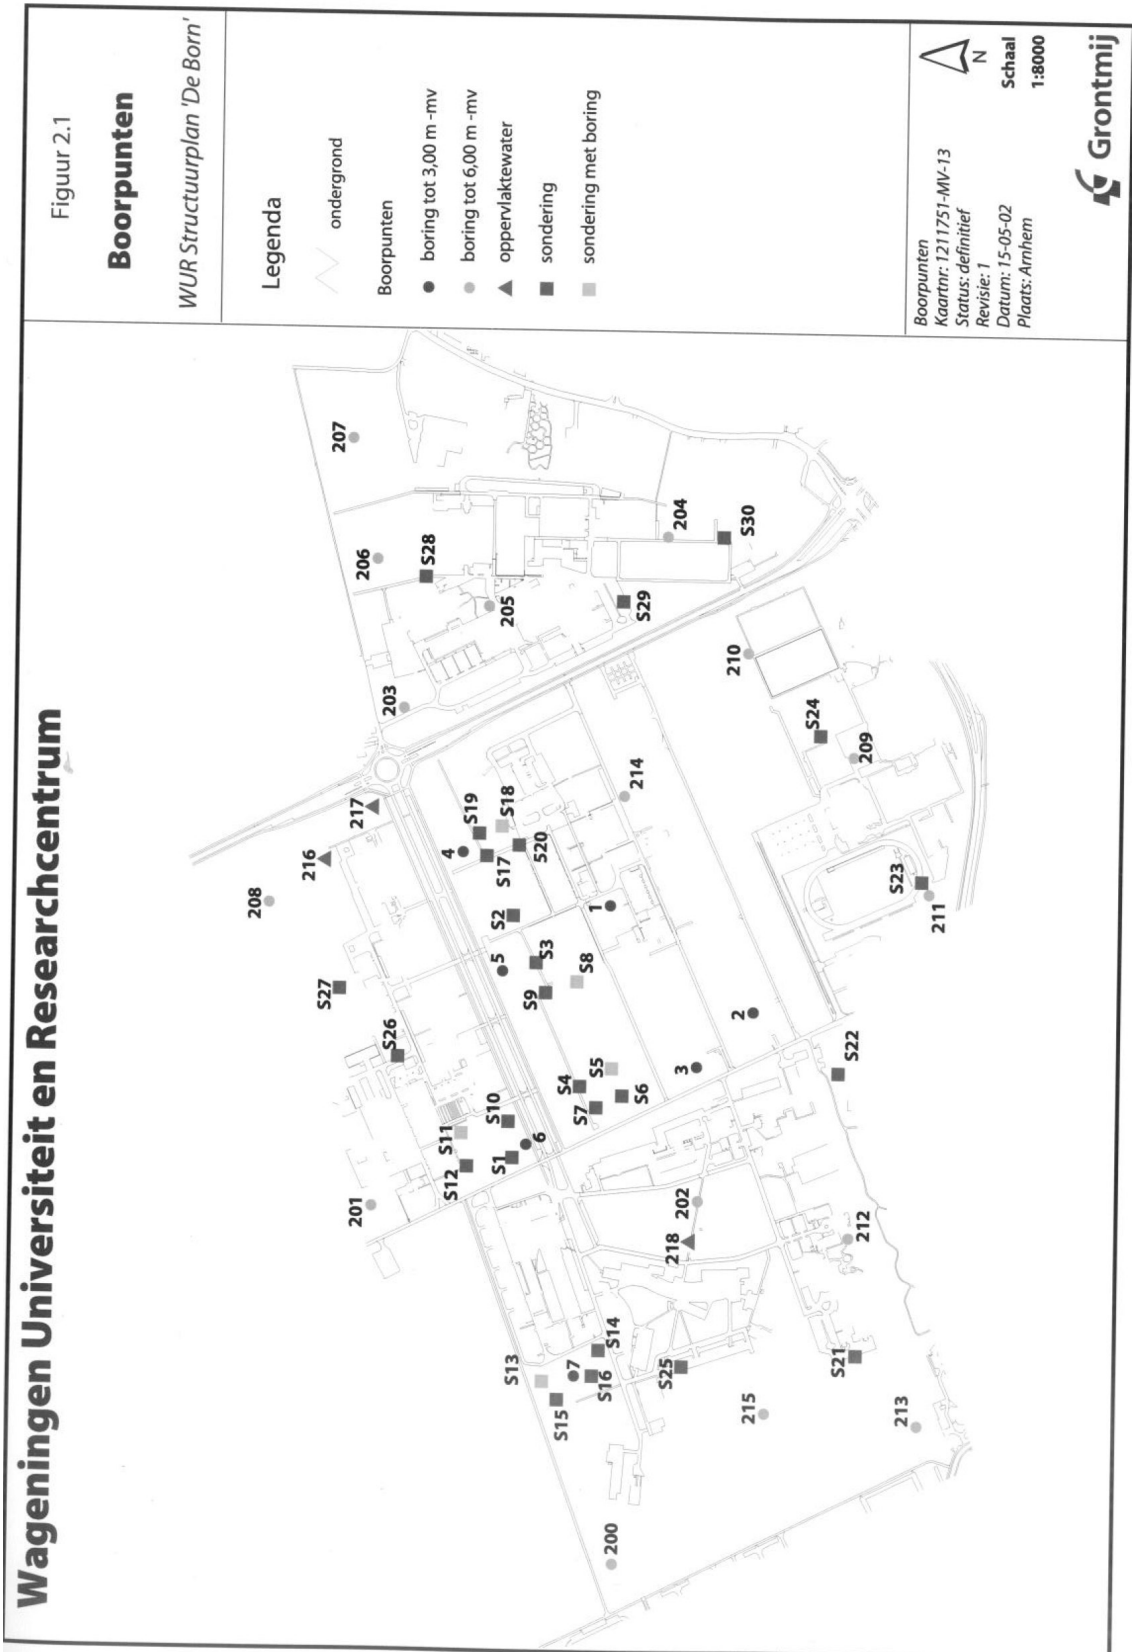 Wageningen Universiteit en Researchcentrum
Figuur 2.1
Boorpunten
WUR Structuurplan 'De Born'
Legenda
ondergrond
Boorpunten
boring tot 3,00 m -mv
boring tot 6,00 m -mv
oppervlaktewater
sondering
sondering met boring
Boorpunten
Kaartnr: 1211751-MV-13
Status: definitief
Revisie: 1
Datum: 15-05-02
Plaats: Arnhem
N
Schaal
1:8000
Grontmij
208
216
217
207
206
203
S28
205
204
S30
S29
210
S24
209
214
S27
S26
201
S12
S11
S10
S1
6
5
S2
4
S19
S17
S18
S20
S3
S9
S8
1
S4
S5
S7
S6
3
2
S22
S23
211
S13
S15
7
S16
S14
S25
218
202
212
S21
215
213
200